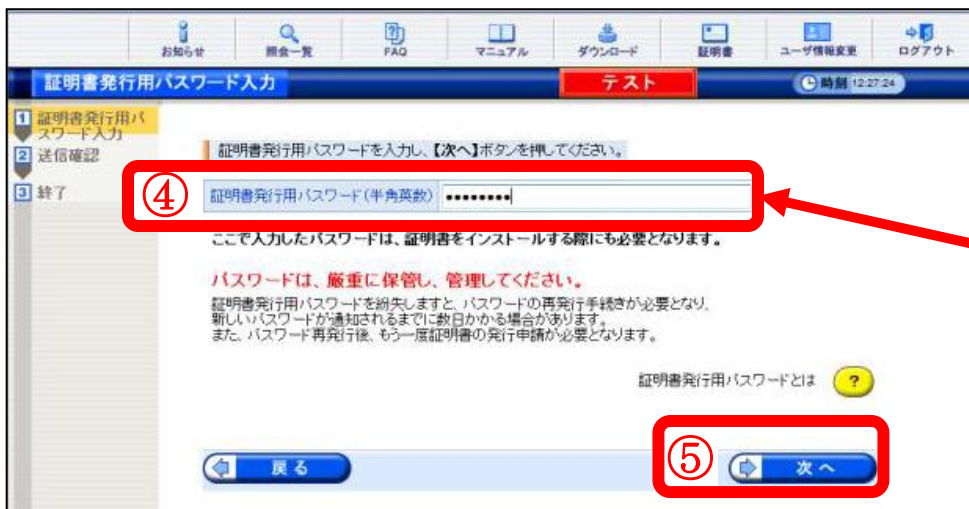 お知らせ 照会一覧 FAQ マニュアル ダウンロード 証明書 ユーザ情報変更 ログアウト
証明書発行用パスワード入力 テスト 時刻 12:27:24
1 証明書発行用パ
スワード入力
2 送信確認
3 終了
証明書発行用パスワードを入力し、【次へ】ボタンを押してください。
④ 証明書発行用パスワード(半角英数) ••••••••
ここで入力したパスワードは、証明書をインストールする際にも必要となります。
パスワードは、厳重に保管し、管理してください。
証明書発行用パスワードを紛失しますと、パスワードの再発行手続きが必要となり、
新しいパスワードが通知されるまでに数日かかる場合があります。
また、パスワード再発行後、もう一度証明書の発行申請が必要となります。
証明書発行用パスワードとは ?
戻る ⑤ 次へ